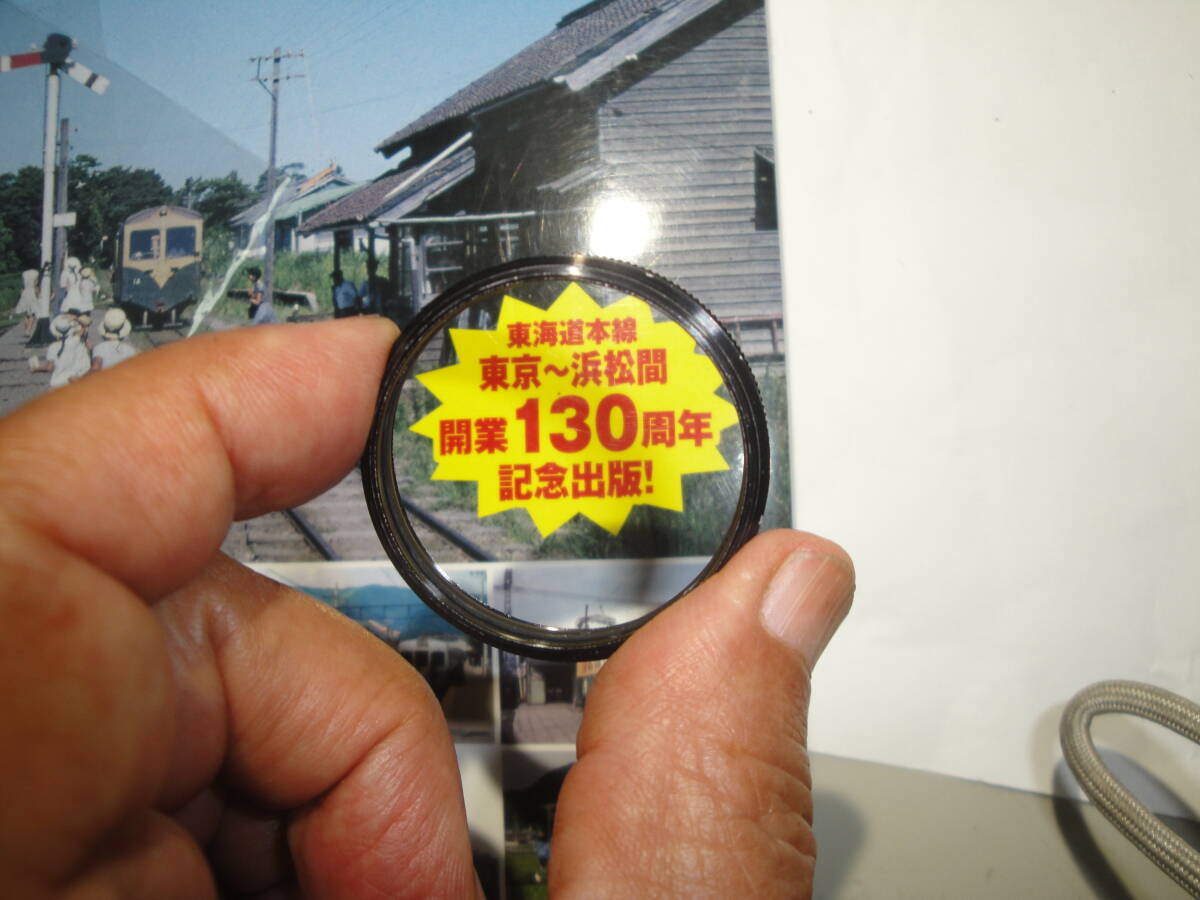 東海道本線
東京～浜松間
開業130周年
記念出版!